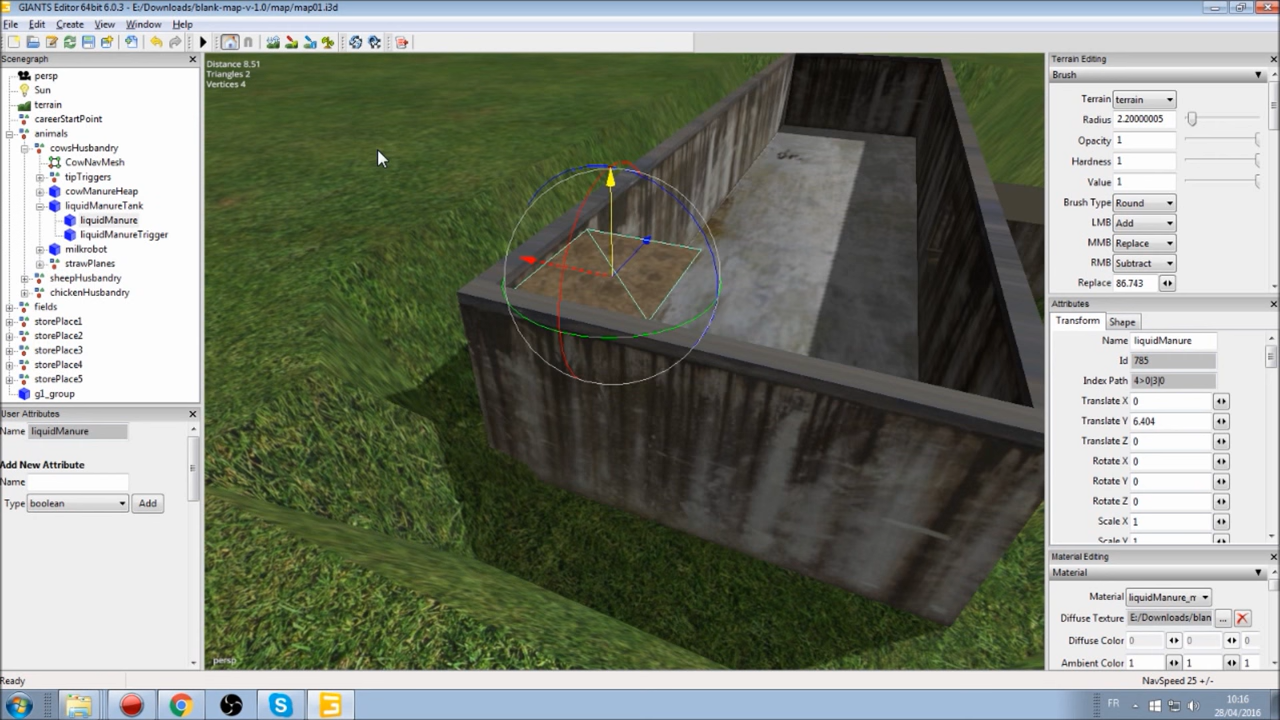 GIANTS Editor 64bit 6.0.3 - E:/Downloads/blank-map-v-1.0/map/map01.i3d
File Edit Create View Window Help
Scenegraph
persp
Sun
terrain
careerStartPoint
animals
cowsHusbandry
CowNavMesh
tipTriggers
cowManureHeap
liquidManureTank
liquidManure
liquidManureTrigger
milkrobot
strawPlanes
sheepHusbandry
chickenHusbandry
fields
storePlace1
storePlace2
storePlace3
storePlace4
storePlace5
g1_group
User Attributes
Name liquidManure
Add New Attribute
Name
Type boolean Add
Distance 8.51
Triangles 2
Vertices 4
persp
Terrain Editing
Brush
Terrain terrain
Radius 2.20000005
Opacity 1
Hardness 1
Value 1
Brush Type Round
LMB Add
MMB Replace
RMB Subtract
Replace 86.743
Attributes
Transform Shape
Name liquidManure
Id 785
Index Path 4>0|3|0
Translate X 0
Translate Y 6.404
Translate Z 0
Rotate X 0
Rotate Y 0
Rotate Z 0
Scale X 1
Scale Y 1
Material Editing
Material
Material liquidManure_m
Diffuse Texture E:/Downloads/blan ...
Diffuse Color 0 0 0
Ambient Color 1 1 1
Ready
NavSpeed 25 +/-
FR
10:16
28/04/2016